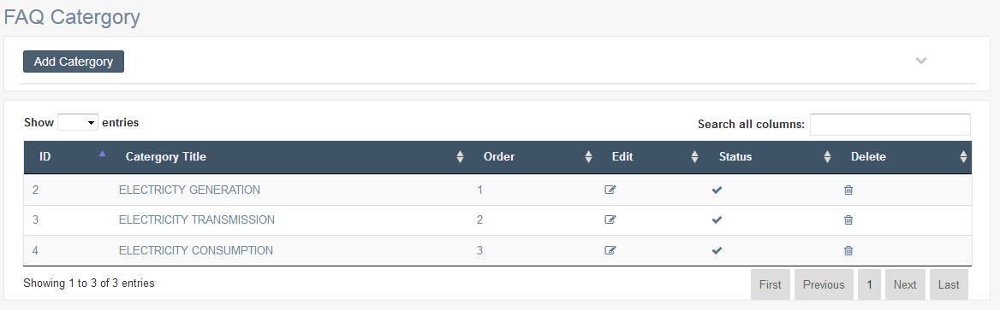 FAQ Catergory
Add Catergory
Show entries
Search all columns:
ID Catergory Title Order Edit Status Delete
2 ELECTRICTY GENERATION 1
3 ELECTRICITY TRANSMISSION 2
4 ELECTRICITY CONSUMPTION 3
Showing 1 to 3 of 3 entries
First Previous 1 Next Last